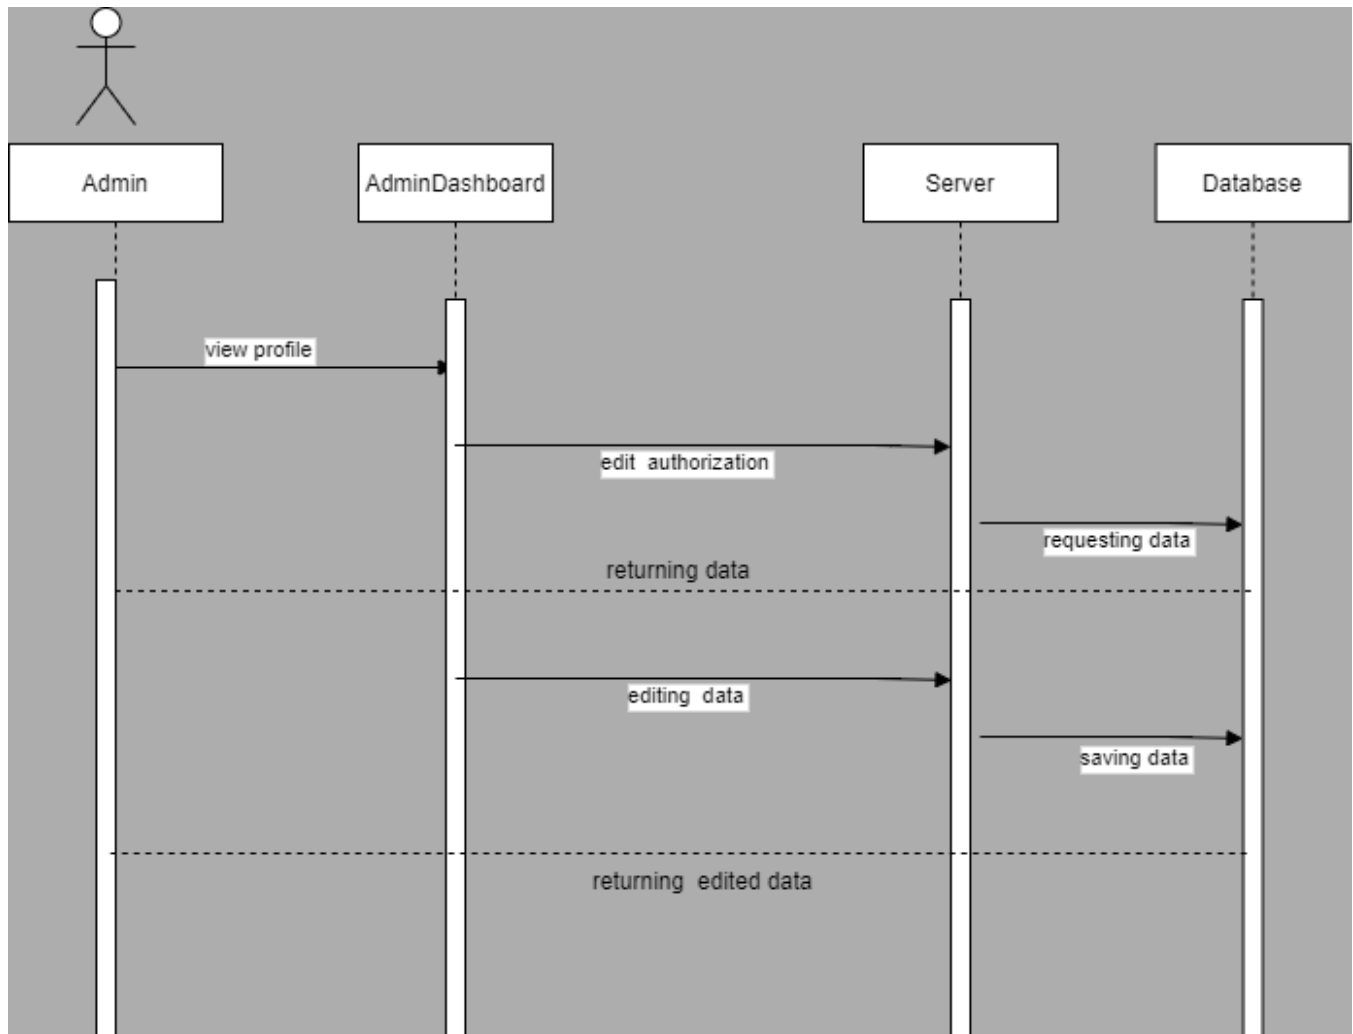 Admin
AdminDashboard
Server
Database
view profile
edit  authorization
requesting data
returning data
editing  data
saving data
returning  edited data